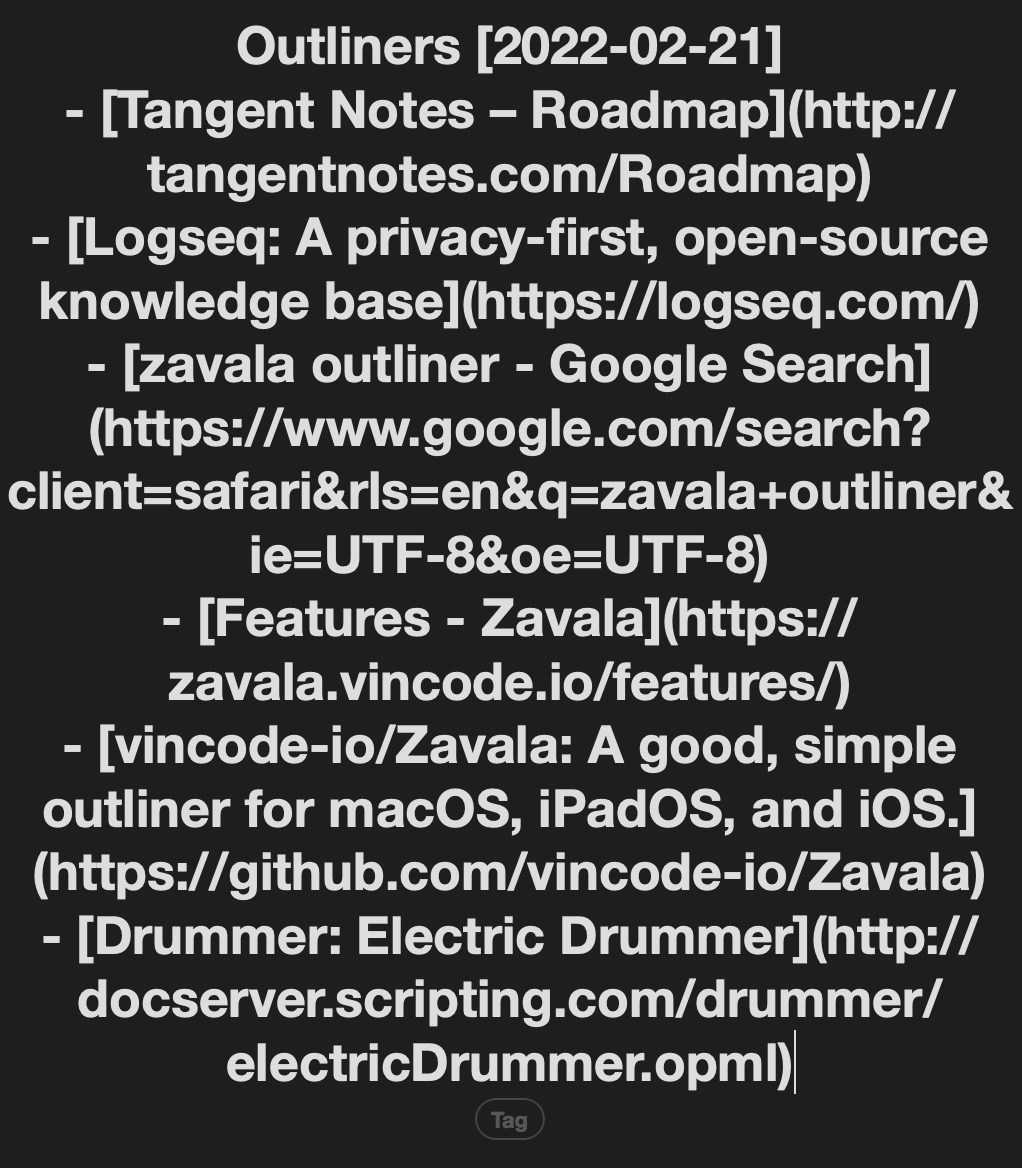 Outliners [2022-02-21]
- [Tangent Notes – Roadmap](http://
tangentnotes.com/Roadmap)
- [Logseq: A privacy-first, open-source
knowledge base](https://logseq.com/)
- [zavala outliner - Google Search]
(https://www.google.com/search?
client=safari&rls=en&q=zavala+outliner&
ie=UTF-8&oe=UTF-8)
- [Features - Zavala](https://
zavala.vincode.io/features/)
- [vincode-io/Zavala: A good, simple
outliner for macOS, iPadOS, and iOS.]
(https://github.com/vincode-io/Zavala)
- [Drummer: Electric Drummer](http://
docserver.scripting.com/drummer/
electricDrummer.opml)
Tag